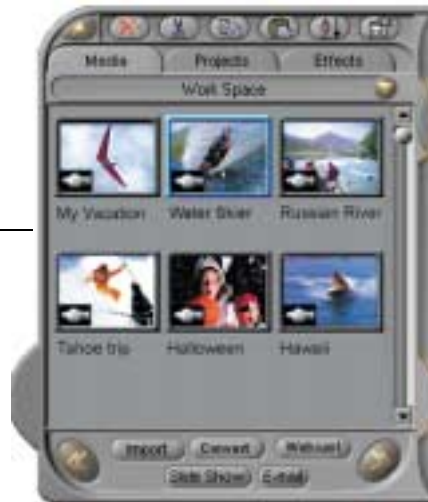 Media Projects Effects
Work Space
My Vacation Water Skier Russian River
Tahoe trip Halloween Hawaii
Import Convert Webcast
Slide Show E-mail